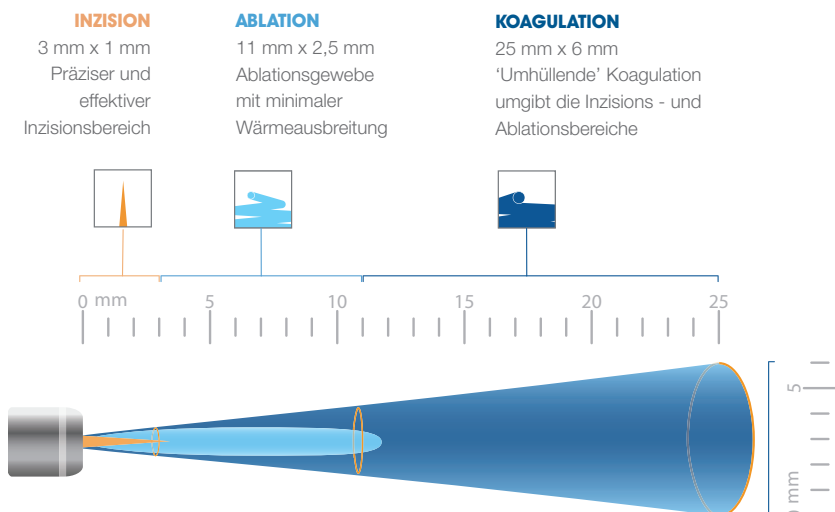 INZISION
3 mm x 1 mm
Präziser und
effektiver
Inzisionsbereich
ABLATION
11 mm x 2,5 mm
Ablationsgewebe
mit minimaler
Wärmeausbreitung
KOAGULATION
25 mm x 6 mm
‘Umhüllende’ Koagulation
umgibt die Inzisions - und
Ablationsbereiche
0 mm 5 10 15 20 25
5
0 mm